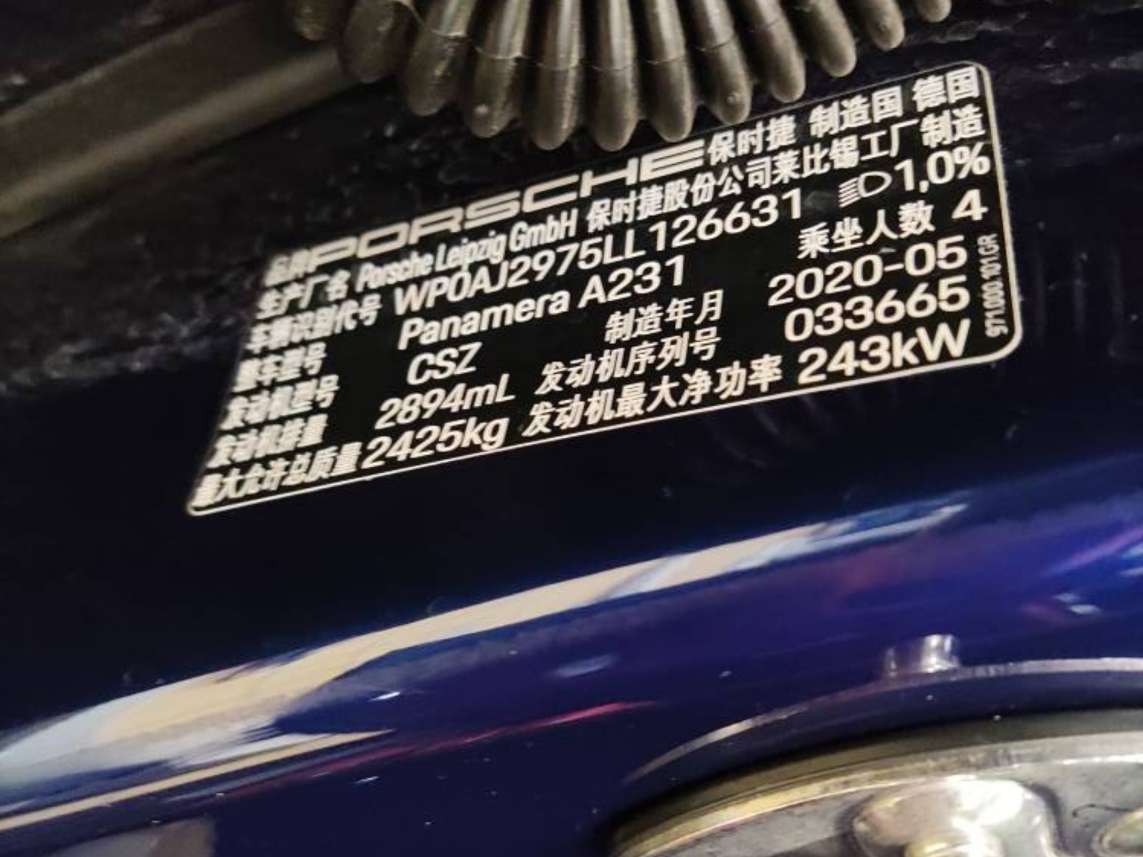 品牌 PORSCHE 保时捷 制造国 德国
生产厂名 Porsche Leipzig GmbH 保时捷股份公司莱比锡工厂制造
车辆识别代号 WP0AJ2975LL126631 1,0%
整车型号 Panamera A231 乘坐人数 4
发动机型号 CSZ 制造年月 2020-05
发动机排量 2894mL 发动机序列号 033665
最大允许总质量 2425kg 发动机最大净功率 243kW
971.000.101.GR